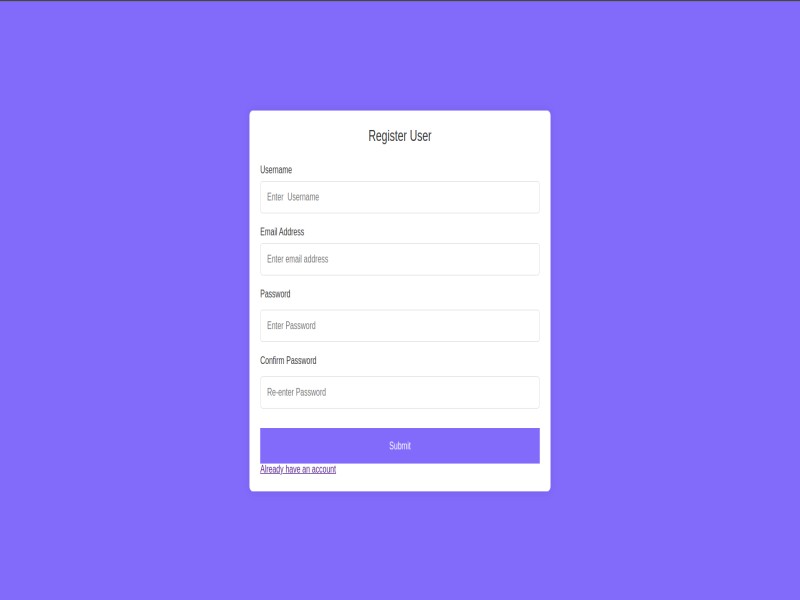 Register User
Username
Enter  Username
Email Address
Enter email address
Password
Enter Password
Confirm Password
Re-enter Password
Submit
Already have an account